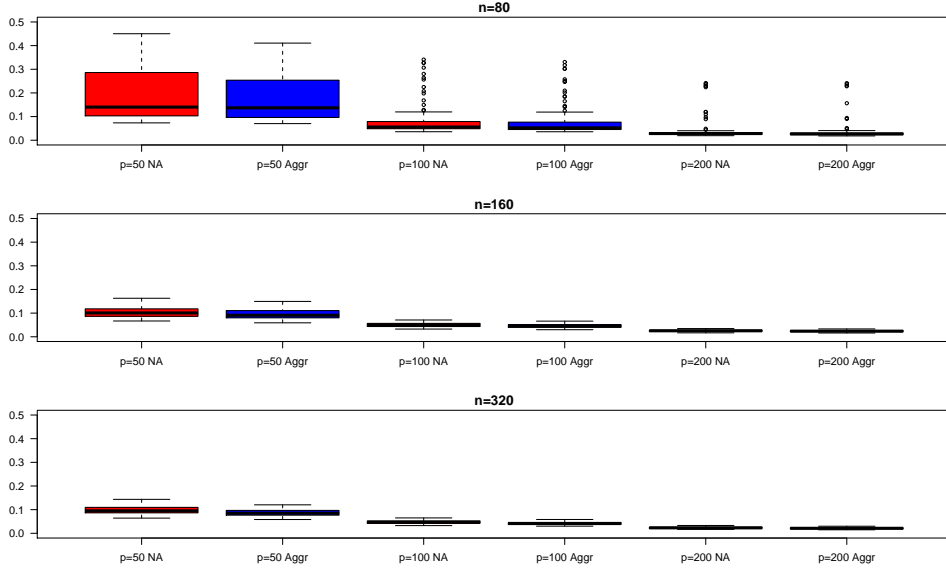 n=80
0.5
0.4
0.3
0.2
0.1
0.0
p=50 NA
p=50 Aggr
p=100 NA
p=100 Aggr
p=200 NA
p=200 Aggr
n=160
0.5
0.4
0.3
0.2
0.1
0.0
p=50 NA
p=50 Aggr
p=100 NA
p=100 Aggr
p=200 NA
p=200 Aggr
n=320
0.5
0.4
0.3
0.2
0.1
0.0
p=50 NA
p=50 Aggr
p=100 NA
p=100 Aggr
p=200 NA
p=200 Aggr